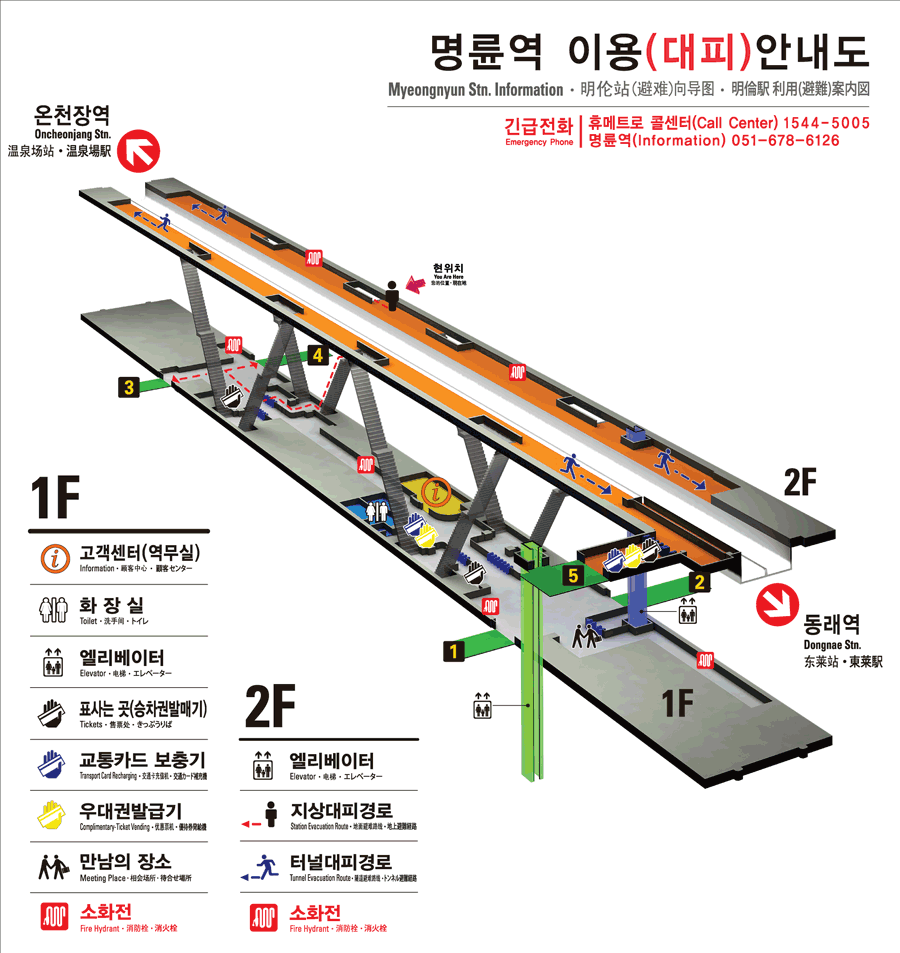 명륜역 이용(대피)안내도
Myeongnyun Stn. Information · 明伦站(避难)向导图 · 明倫駅 利用(避難)案内図
긴급전화
Emergency Phone
휴메트로 콜센터(Call Center) 1544-5005
명륜역(Information) 051-678-6126
온천장역
Oncheonjang Stn.
温泉场站 · 温泉場駅
현위치
You Are Here
您的位置 · 現在地
4
3
2F
5
2
1
동래역
Dongnae Stn.
东莱站 · 東萊駅
1F
1F
고객센터(역무실)
Information · 顾客中心 · 顧客センター
화 장 실
Toilet · 洗手间 · トイレ
엘리베이터
Elevator · 电梯 · エレベーター
표사는 곳(승차권발매기)
Tickets · 售票处 · きっぷうりば
교통카드 보충기
Transport Card Recharging · 交通卡充值机 · 交通カード補充機
우대권발급기
Complimentary-Ticket Vending · 优惠票机 · 優待券発給機
만남의 장소
Meeting Place · 相会场所 · 待合せ場所
소화전
Fire Hydrant · 消防栓 · 消火栓
2F
엘리베이터
Elevator · 电梯 · エレベーター
지상대피경로
Station Evacuation Route · 地面避难路线 · 地上避難経路
터널대피경로
Tunnel Evacuation Route · 隧道避难路线 · トンネル避難経路
소화전
Fire Hydrant · 消防栓 · 消火栓